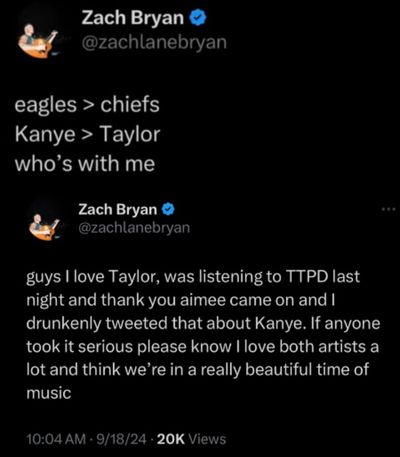 Zach Bryan
@zachlanebryan
eagles > chiefs
Kanye > Taylor
who's with me
Zach Bryan
@zachlanebryan
guys I love Taylor, was listening to TTPD last
night and thank you aimee came on and I
drunkenly tweeted that about Kanye. If anyone
took it serious please know I love both artists a
lot and think we're in a really beautiful time of
music
10:04 AM · 9/18/24 · 20K Views